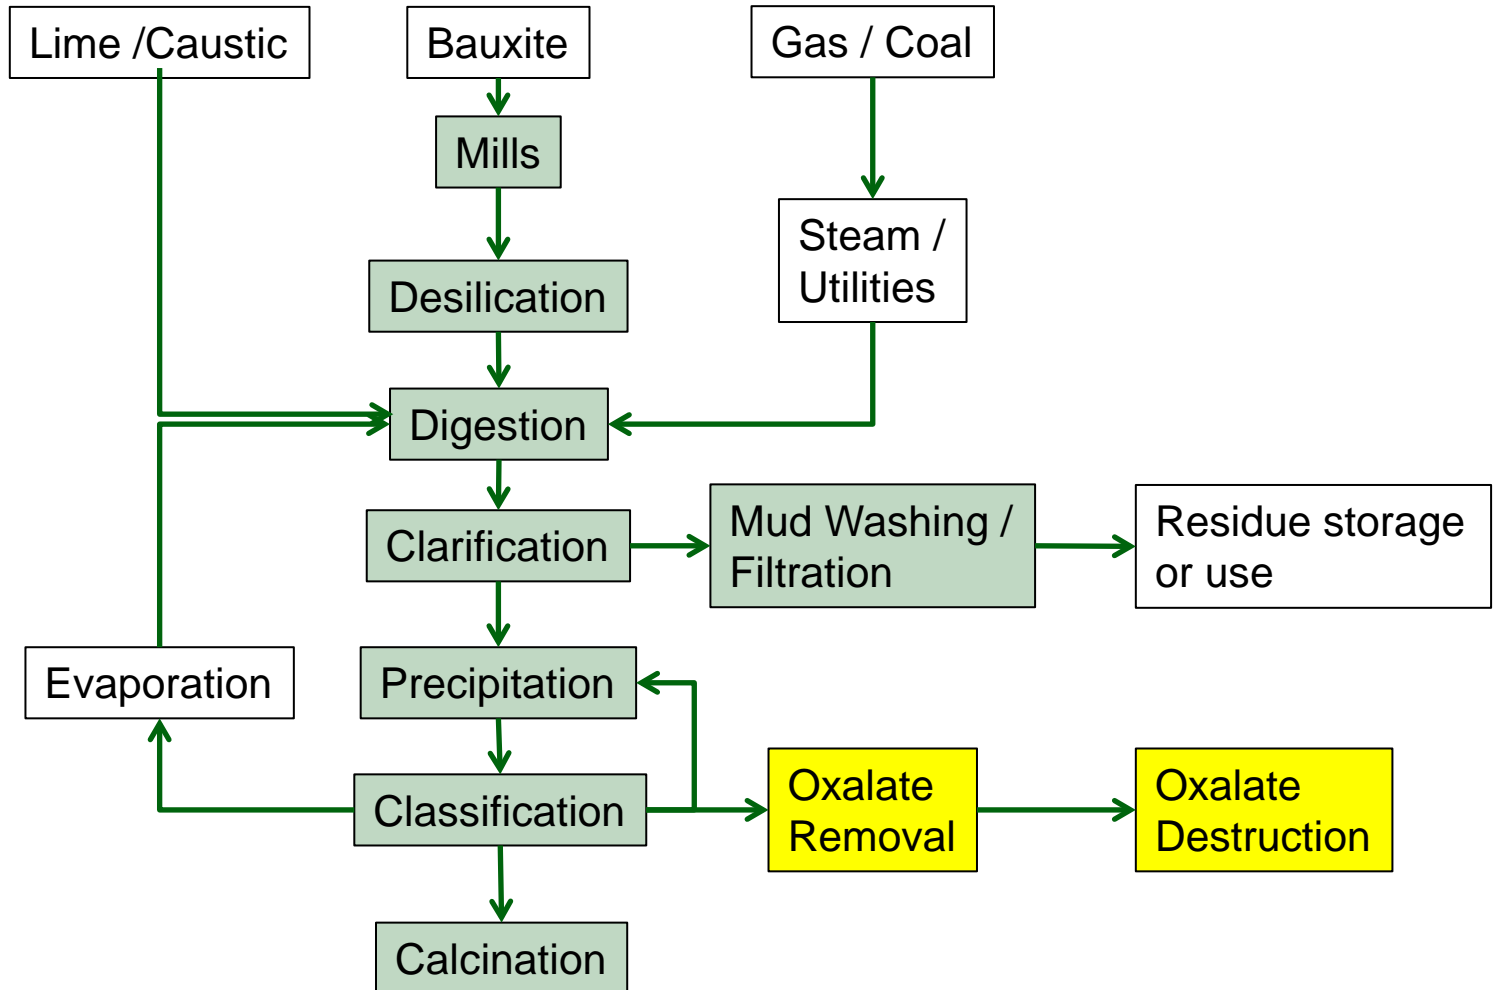 Lime /Caustic
Bauxite
Gas / Coal
Mills
Steam /
Utilities
Desilication
Digestion
Clarification
Mud Washing /
Filtration
Residue storage
or use
Evaporation
Precipitation
Classification
Oxalate
Removal
Oxalate
Destruction
Calcination